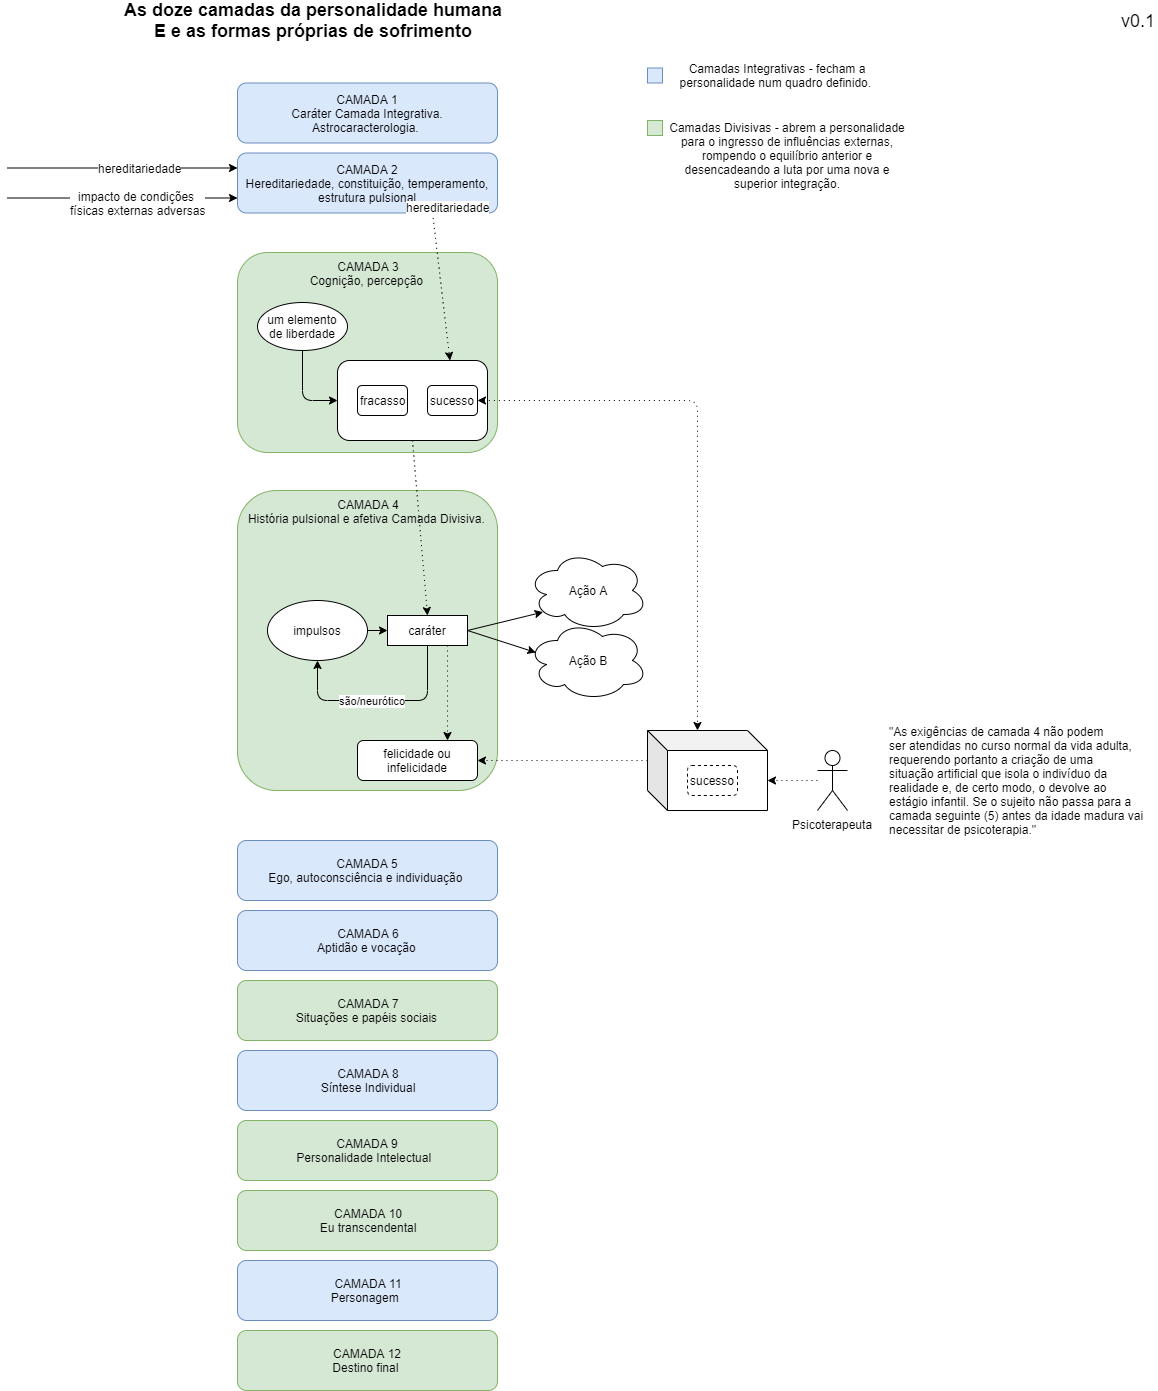 As doze camadas da personalidade humana
E e as formas próprias de sofrimento
v0.1
Camadas Integrativas - fecham a
personalidade num quadro definido.
Camadas Divisivas - abrem a personalidade
para o ingresso de influências externas,
rompendo o equilíbrio anterior e
desencadeando a luta por uma nova e
superior integração.
CAMADA 1
Caráter Camada Integrativa.
Astrocaracterologia.
hereditariedade
impacto de condições
físicas externas adversas
CAMADA 2
Hereditariedade, constituição, temperamento,
estrutura pulsional
hereditariedade
CAMADA 3
Cognição, percepção
um elemento
de liberdade
fracasso
sucesso
CAMADA 4
História pulsional e afetiva Camada Divisiva.
impulsos
caráter
Ação A
Ação B
são/neurótico
felicidade ou
infelicidade
sucesso
Psicoterapeuta
"As exigências de camada 4 não podem
ser atendidas no curso normal da vida adulta,
requerendo portanto a criação de uma
situação artificial que isola o indivíduo da
realidade e, de certo modo, o devolve ao
estágio infantil. Se o sujeito não passa para a
camada seguinte (5) antes da idade madura vai
necessitar de psicoterapia."
CAMADA 5
Ego, autoconsciência e individuação
CAMADA 6
Aptidão e vocação
CAMADA 7
Situações e papéis sociais
CAMADA 8
Síntese Individual
CAMADA 9
Personalidade Intelectual
CAMADA 10
Eu transcendental
CAMADA 11
Personagem
CAMADA 12
Destino final